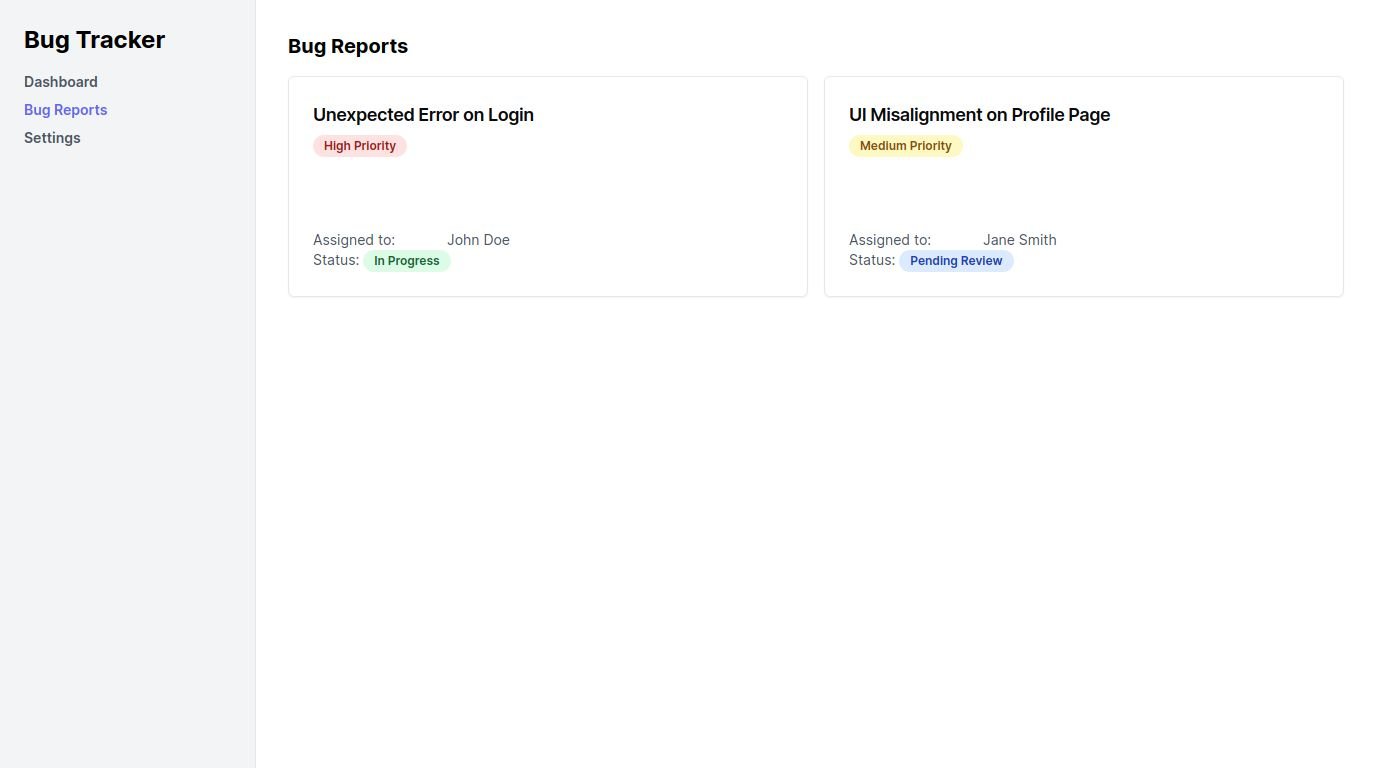 Bug Tracker
Dashboard
Bug Reports
Settings
Bug Reports
Unexpected Error on Login
High Priority
Assigned to: John Doe
Status: In Progress
UI Misalignment on Profile Page
Medium Priority
Assigned to: Jane Smith
Status: Pending Review